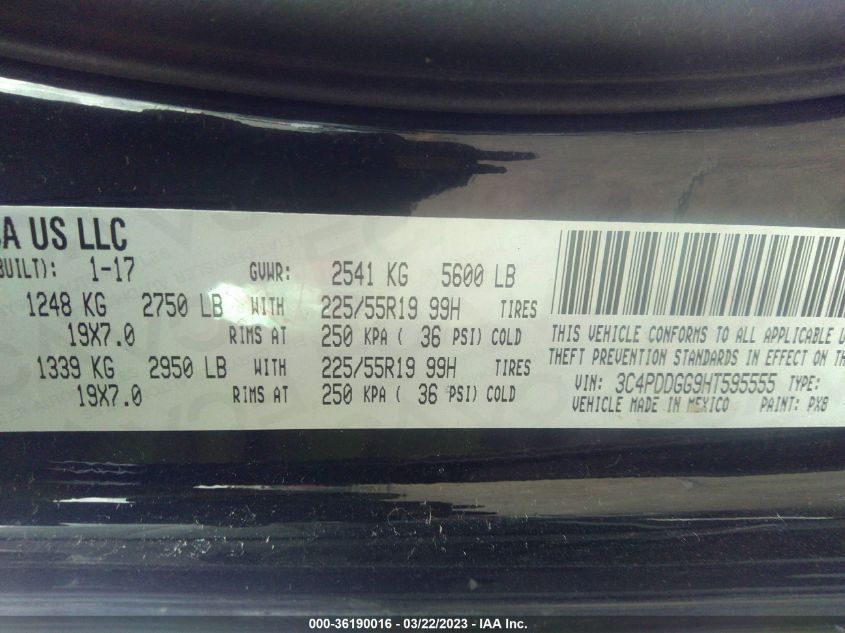 A US LLC
BUILT): 1-17 GVWR: 2541 KG 5600 LB
1248 KG 2750 LB WITH 225/55R19 99H TIRES
19X7.0 RIMS AT 250 KPA ( 36 PSI) COLD
1339 KG 2950 LB WITH 225/55R19 99H TIRES
19X7.0 RIMS AT 250 KPA ( 36 PSI) COLD
THIS VEHICLE CONFORMS TO ALL APPLICABLE U
THEFT PREVENTION STANDARDS IN EFFECT ON TH
VIN: 3C4PDDGG9HT595555 TYPE:
VEHICLE MADE IN MEXICO PAINT: PX8
000-36190016 - 03/22/2023 - IAA Inc.